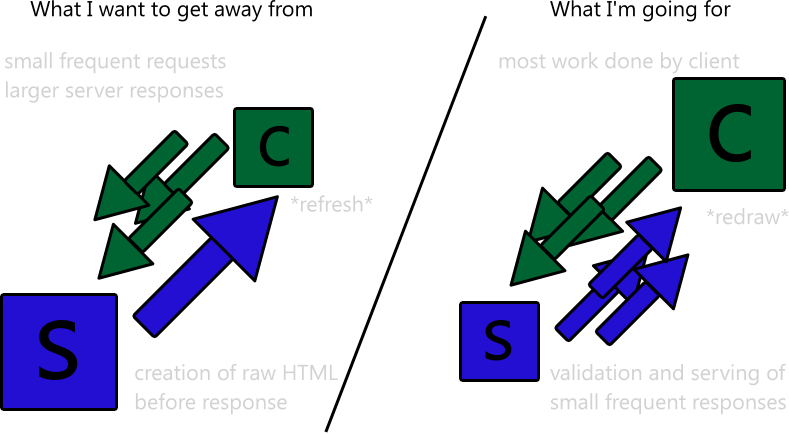 What I want to get away from
small frequent requests
larger server responses
C
*refresh*
S
creation of raw HTML
before response
What I'm going for
most work done by client
C
*redraw*
S
validation and serving of
small frequent responses